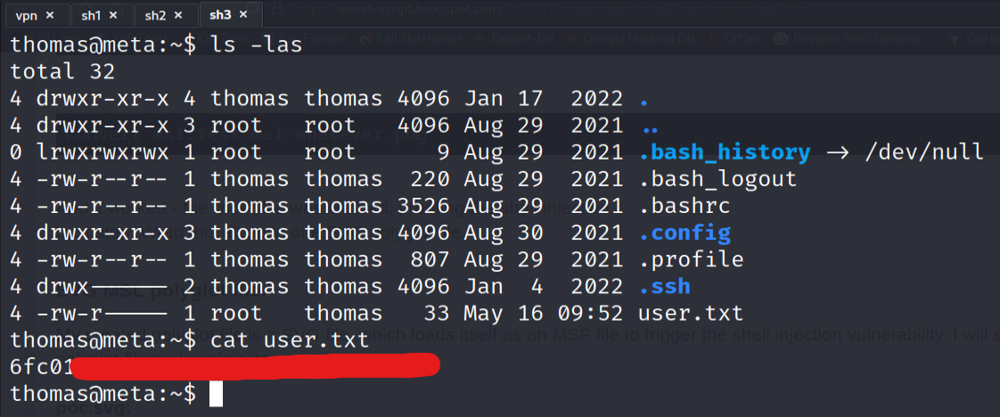 vpn × sh1 × sh2 × sh3 ×
thomas@meta:~$ ls -las
total 32
4 drwxr-xr-x 4 thomas thomas 4096 Jan 17  2022 .
4 drwxr-xr-x 3 root   root   4096 Aug 29  2021 ..
0 lrwxrwxrwx 1 root   root      9 Aug 29  2021 .bash_history -> /dev/null
4 -rw-r--r-- 1 thomas thomas  220 Aug 29  2021 .bash_logout
4 -rw-r--r-- 1 thomas thomas 3526 Aug 29  2021 .bashrc
4 drwxr-xr-x 3 thomas thomas 4096 Aug 30  2021 .config
4 -rw-r--r-- 1 thomas thomas  807 Aug 29  2021 .profile
4 drwx------ 2 thomas thomas 4096 Jan  4  2022 .ssh
4 -rw-r----- 1 root   thomas   33 May 16 09:52 user.txt
thomas@meta:~$ cat user.txt
6fc01
thomas@meta:~$